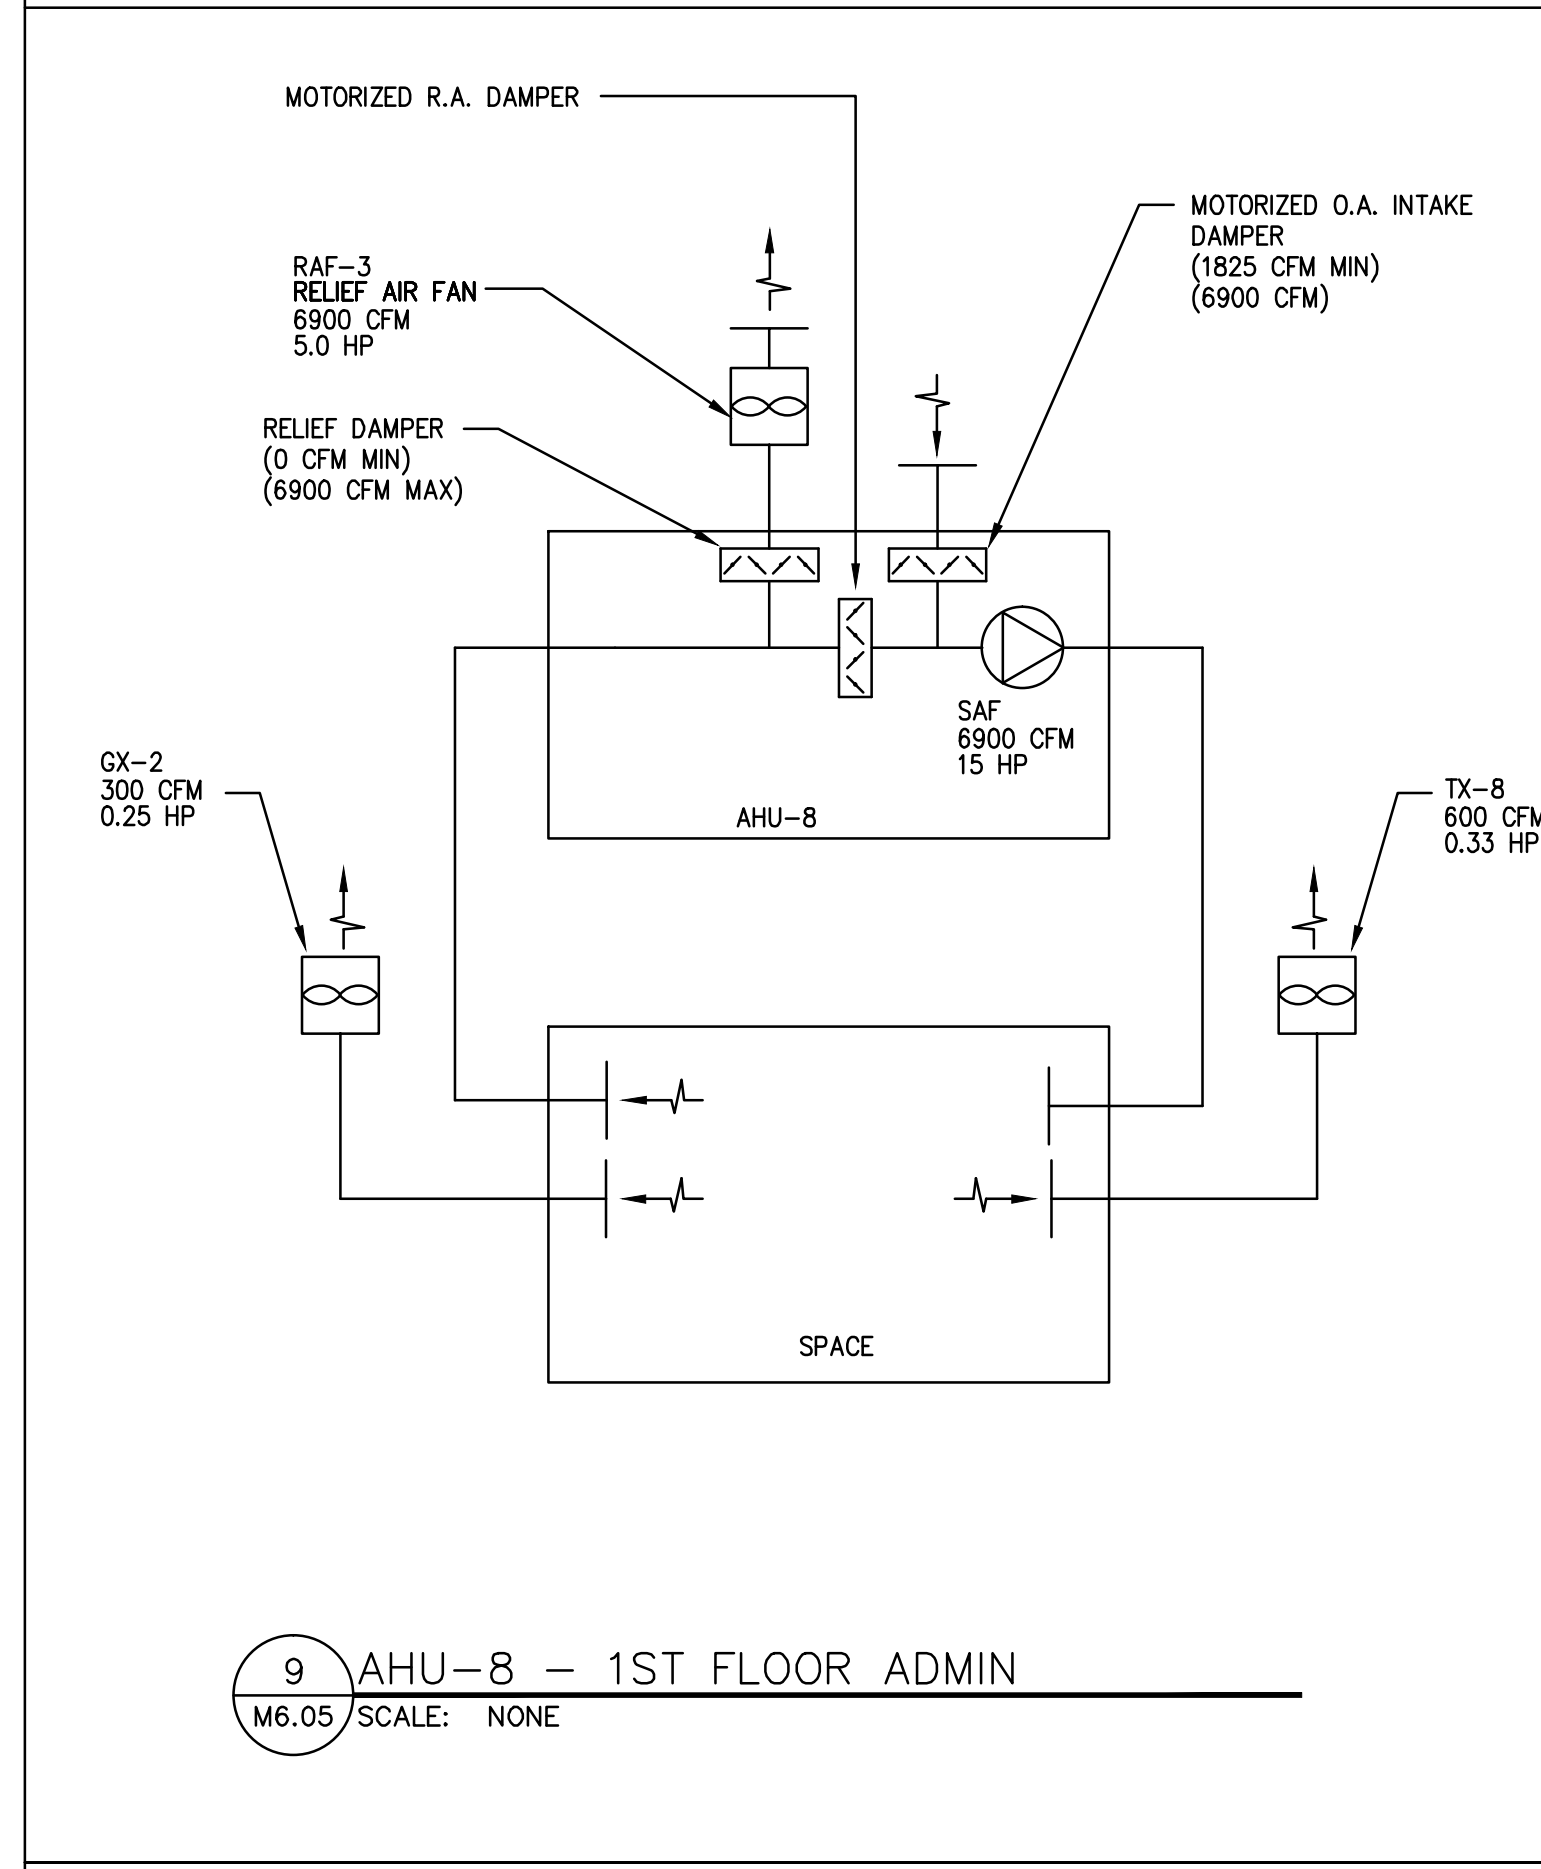 MOTORIZED R.A. DAMPER
MOTORIZED O.A. INTAKE
DAMPER
(1825 CFM MIN)
(6900 CFM)
RAF-3
RELIEF AIR FAN
6900 CFM
5.0 HP
RELIEF DAMPER
(0 CFM MIN)
(6900 CFM MAX)
SAF
6900 CFM
15 HP
AHU-8
GX-2
300 CFM
0.25 HP
TX-8
600 CFM
0.33 HP
SPACE
9
M6.05
AHU-8 - 1ST FLOOR ADMIN
SCALE: NONE